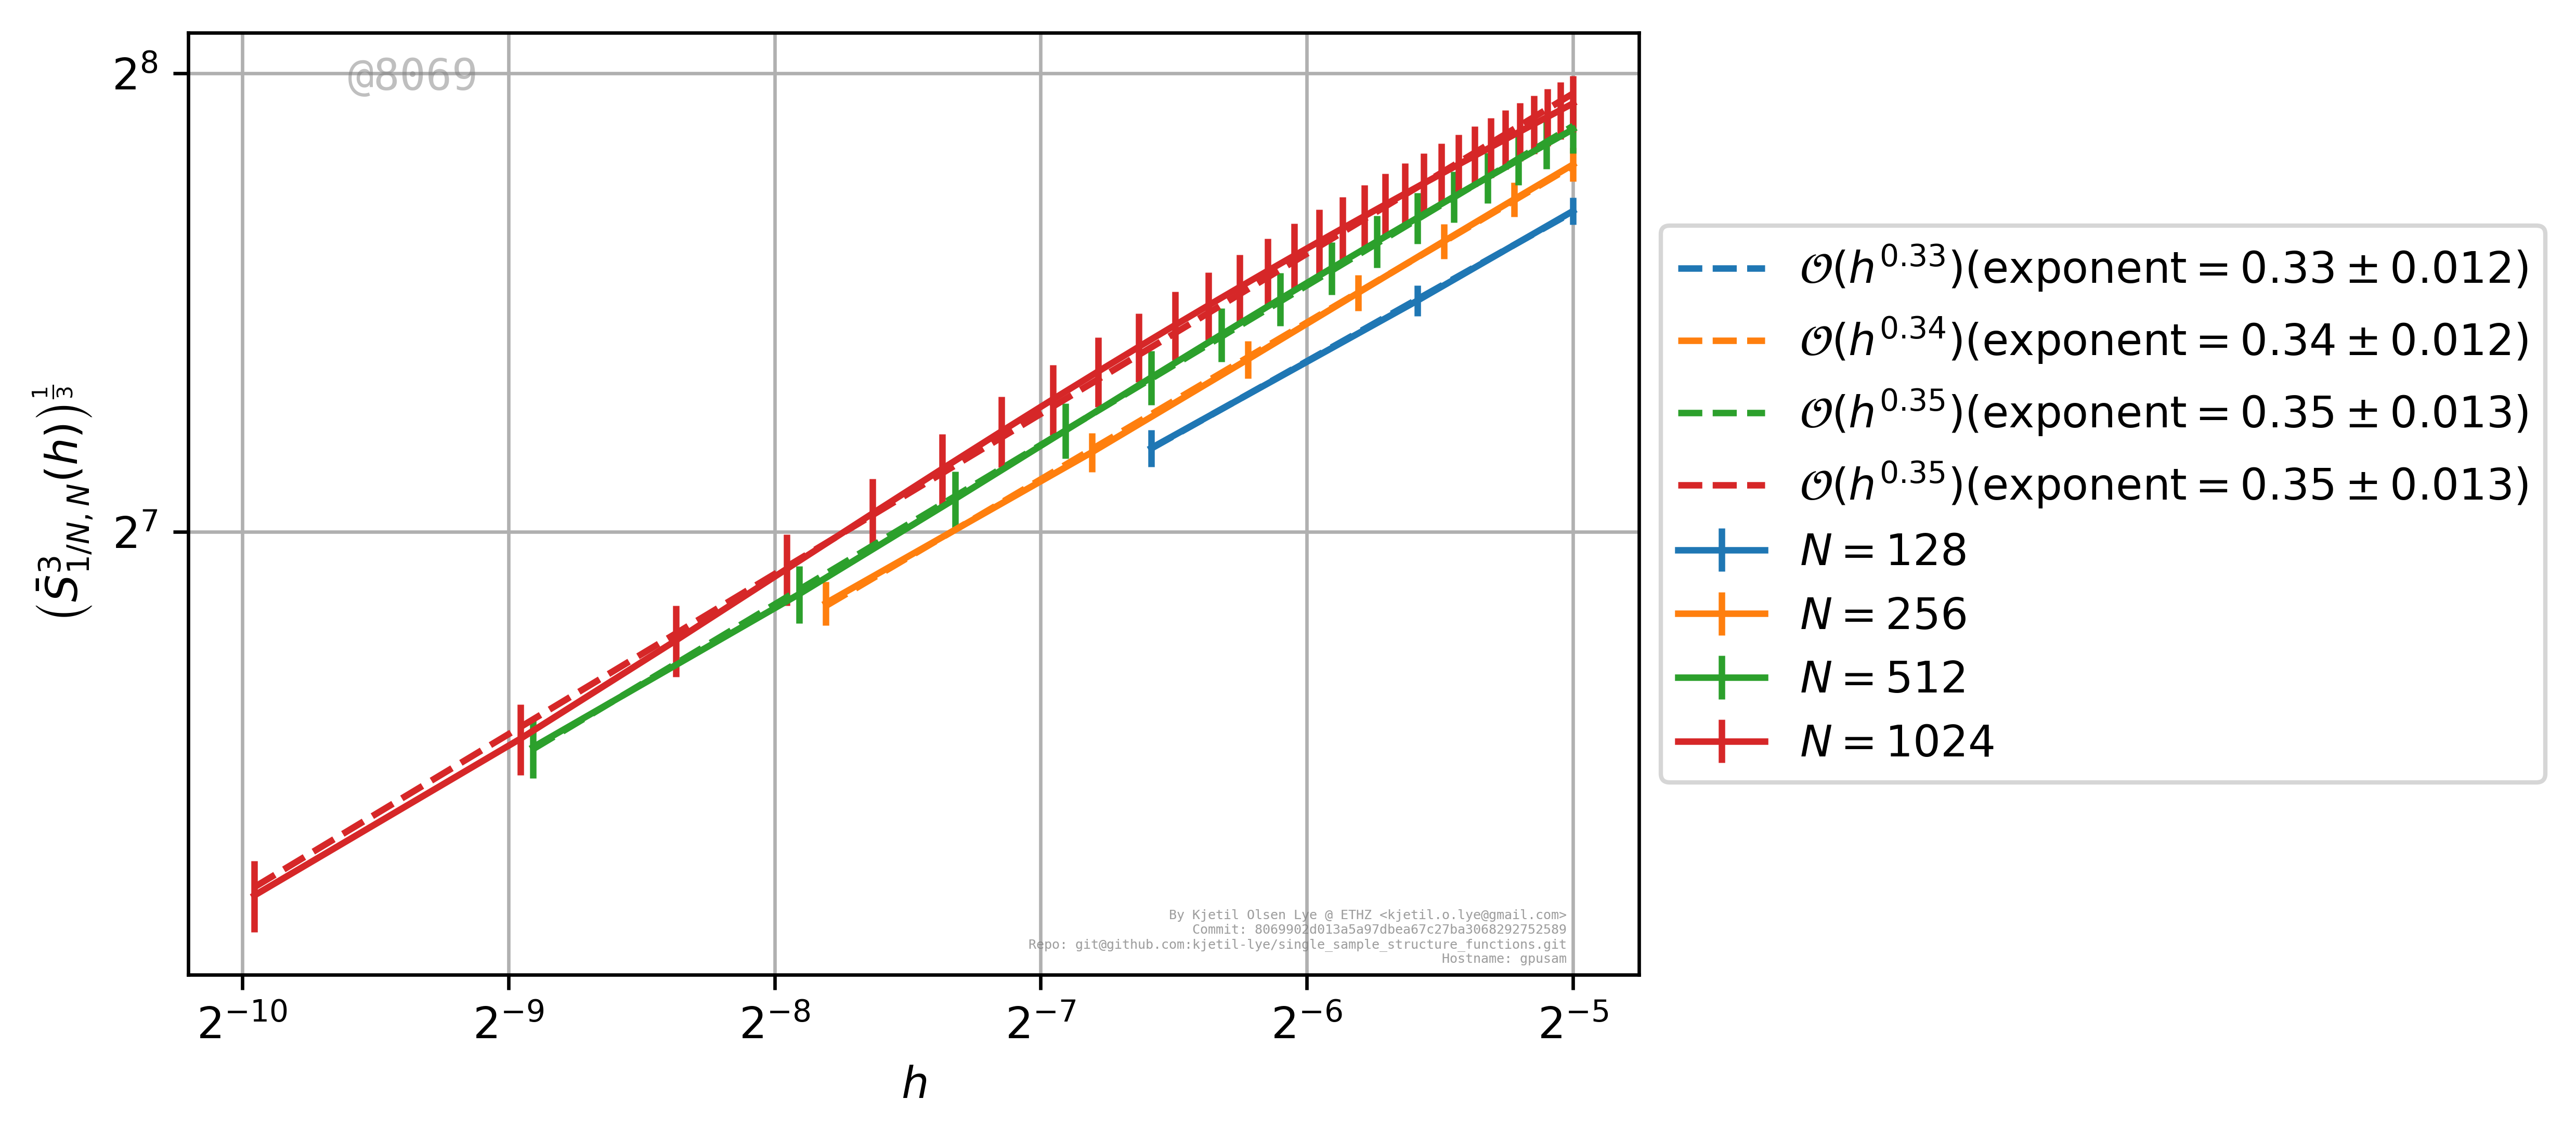 @8069
2^8
2^7
(S̄^3_{1/N,N}(h))^{1/3}
2^{-10} 2^{-9} 2^{-8} 2^{-7} 2^{-6} 2^{-5}
h
By Kjetil Olsen Lye @ ETHZ <kjetil.o.lye@gmail.com>
Commit: 8069902d013a5a97dbea67c27ba3068292752589
Repo: git@github.com:kjetil-lye/single_sample_structure_functions.git
Hostname: gpusam
𝒪(h^{0.33})(exponent = 0.33 ± 0.012)
𝒪(h^{0.34})(exponent = 0.34 ± 0.012)
𝒪(h^{0.35})(exponent = 0.35 ± 0.013)
𝒪(h^{0.35})(exponent = 0.35 ± 0.013)
N = 128
N = 256
N = 512
N = 1024